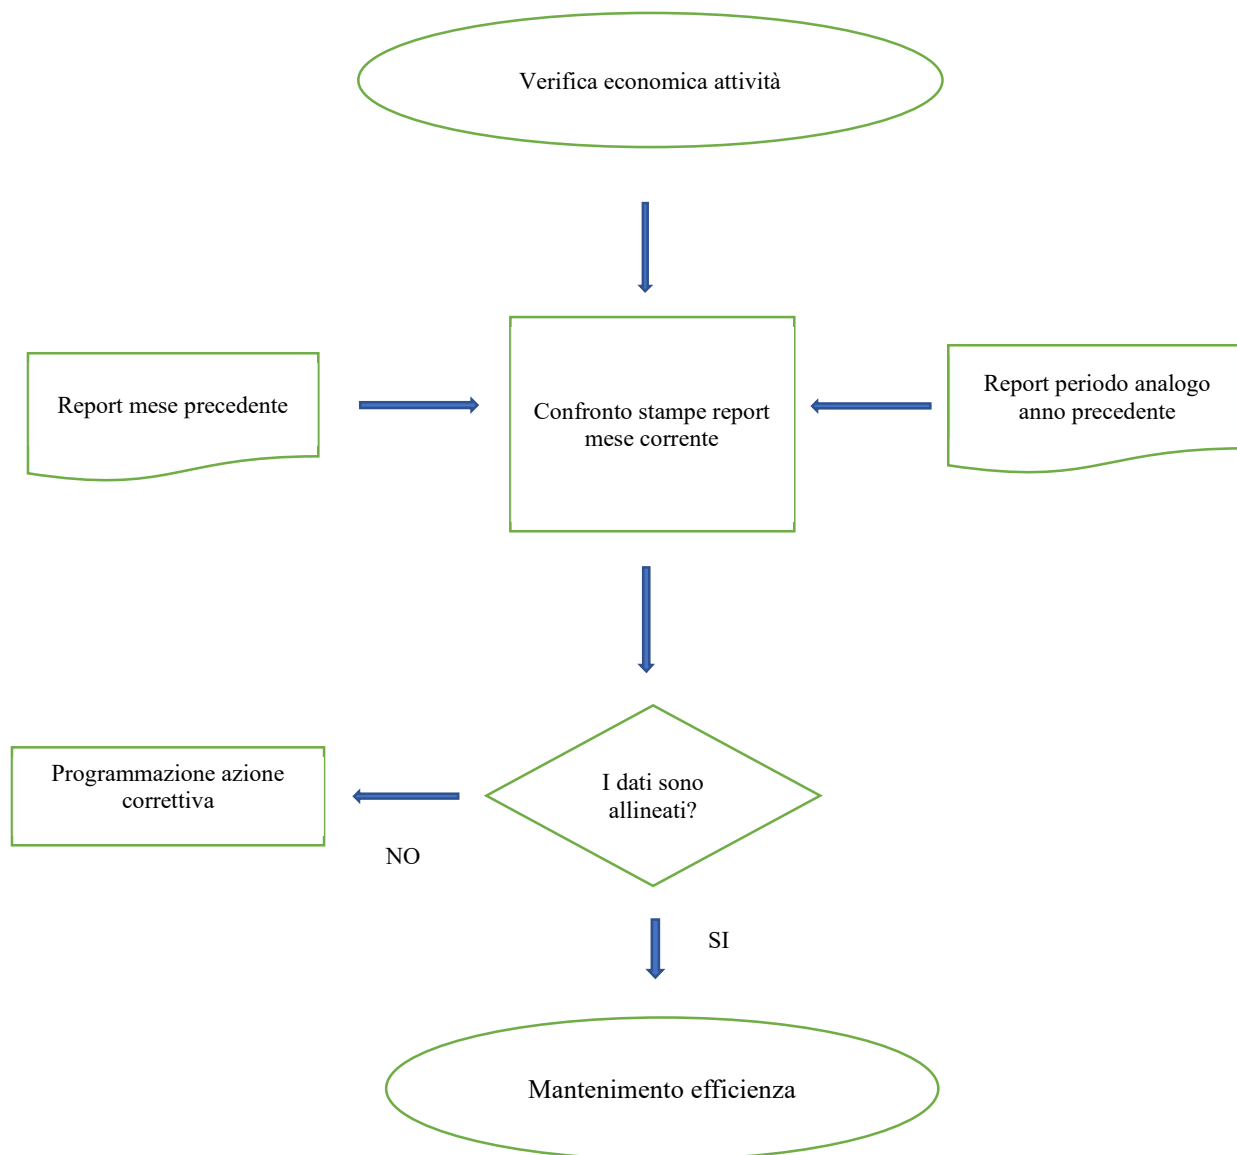 Verifica economica attività
Report mese precedente
Confronto stampe report
mese corrente
Report periodo analogo
anno precedente
Programmazione azione
correttiva
I dati sono
allineati?
NO
SI
Mantenimento efficienza